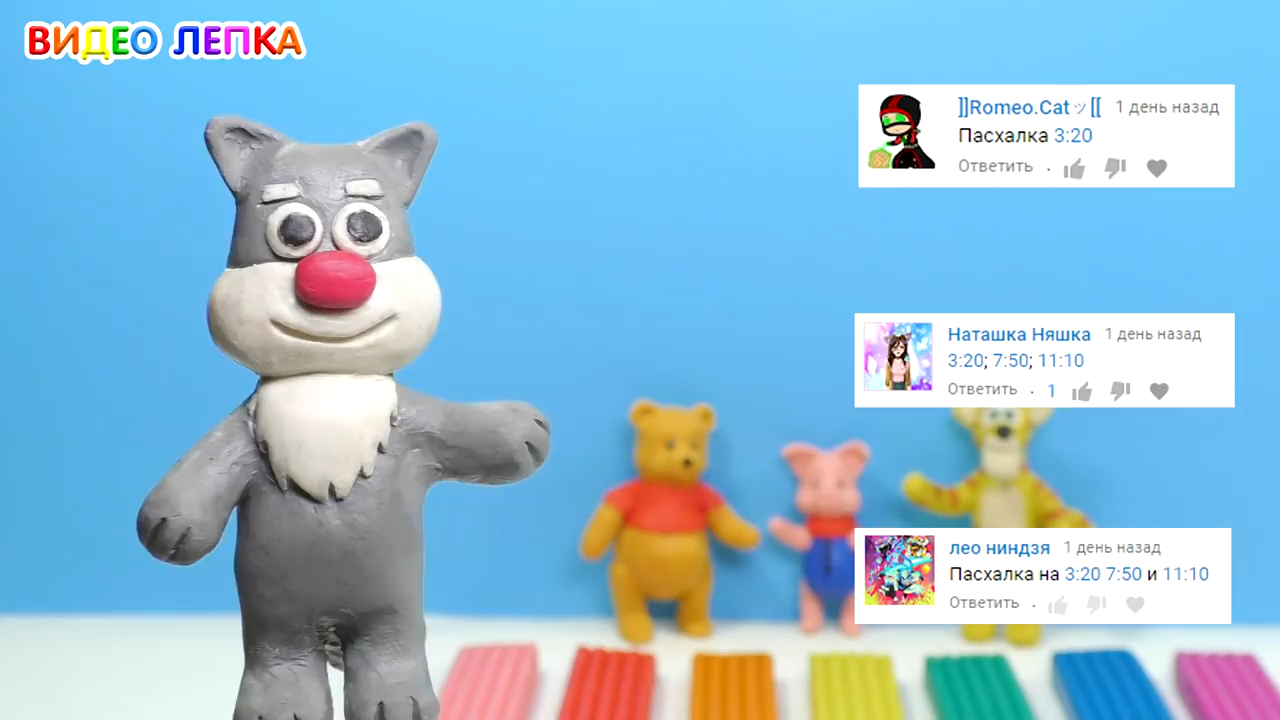 ВИДЕО ЛЕПКА
]]Romeo.Catッ[[ 1 день назад
Пасхалка 3:20
Ответить
Наташка Няшка 1 день назад
3:20; 7:50; 11:10
Ответить · 1
лео ниндзя 1 день назад
Пасхалка на 3:20 7:50 и 11:10
Ответить